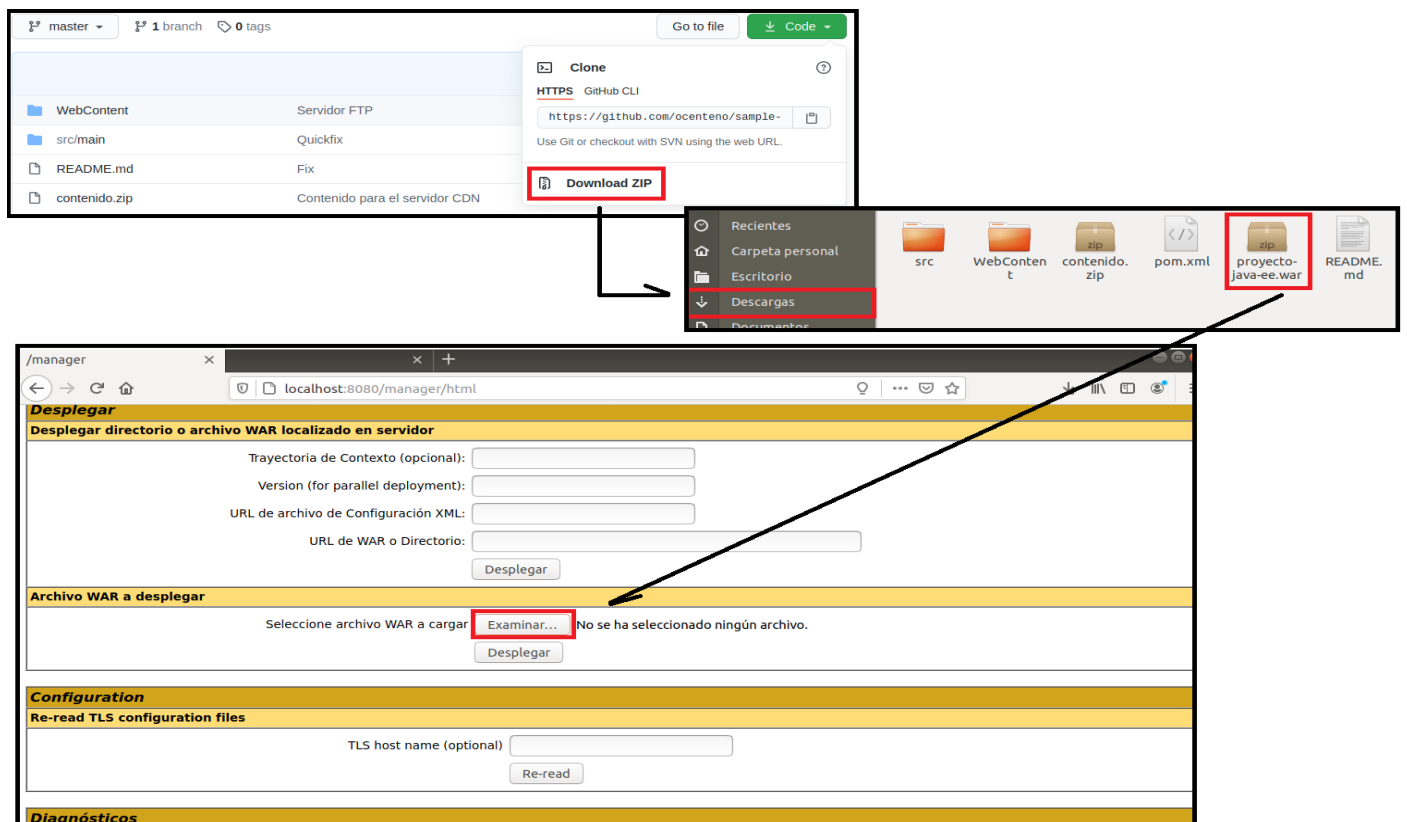 master 1 branch 0 tags Go to file Code
Clone
HTTPS GitHub CLI
https://github.com/ocenteno/sample-
Use Git or checkout with SVN using the web URL.
Download ZIP
WebContent Servidor FTP
src/main Quickfix
README.md Fix
contenido.zip Contenido para el servidor CDN
Recientes
Carpeta personal
Escritorio
Descargas
Documentos
src
WebConten
t
zip
contenido.
zip
</>
pom.xml
zip
proyecto-
java-ee.war
README.
md
/manager
localhost:8080/manager/html
Desplegar
Desplegar directorio o archivo WAR localizado en servidor
Trayectoria de Contexto (opcional):
Version (for parallel deployment):
URL de archivo de Configuración XML:
URL de WAR o Directorio:
Desplegar
Archivo WAR a desplegar
Seleccione archivo WAR a cargar Examinar... No se ha seleccionado ningún archivo.
Desplegar
Configuration
Re-read TLS configuration files
TLS host name (optional)
Re-read
Diagnósticos